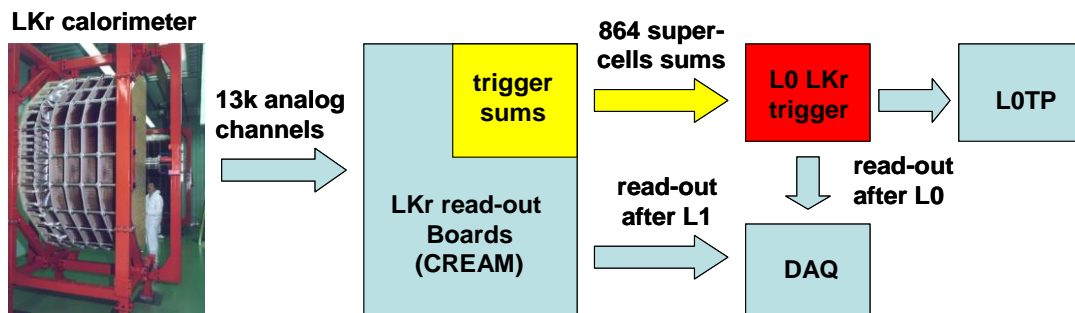 LKr calorimeter
13k analog
channels
trigger
sums
LKr read-out
Boards
(CREAM)
864 super-
cells sums
read-out
after L1
L0 LKr
trigger
read-out
after L0
DAQ
L0TP